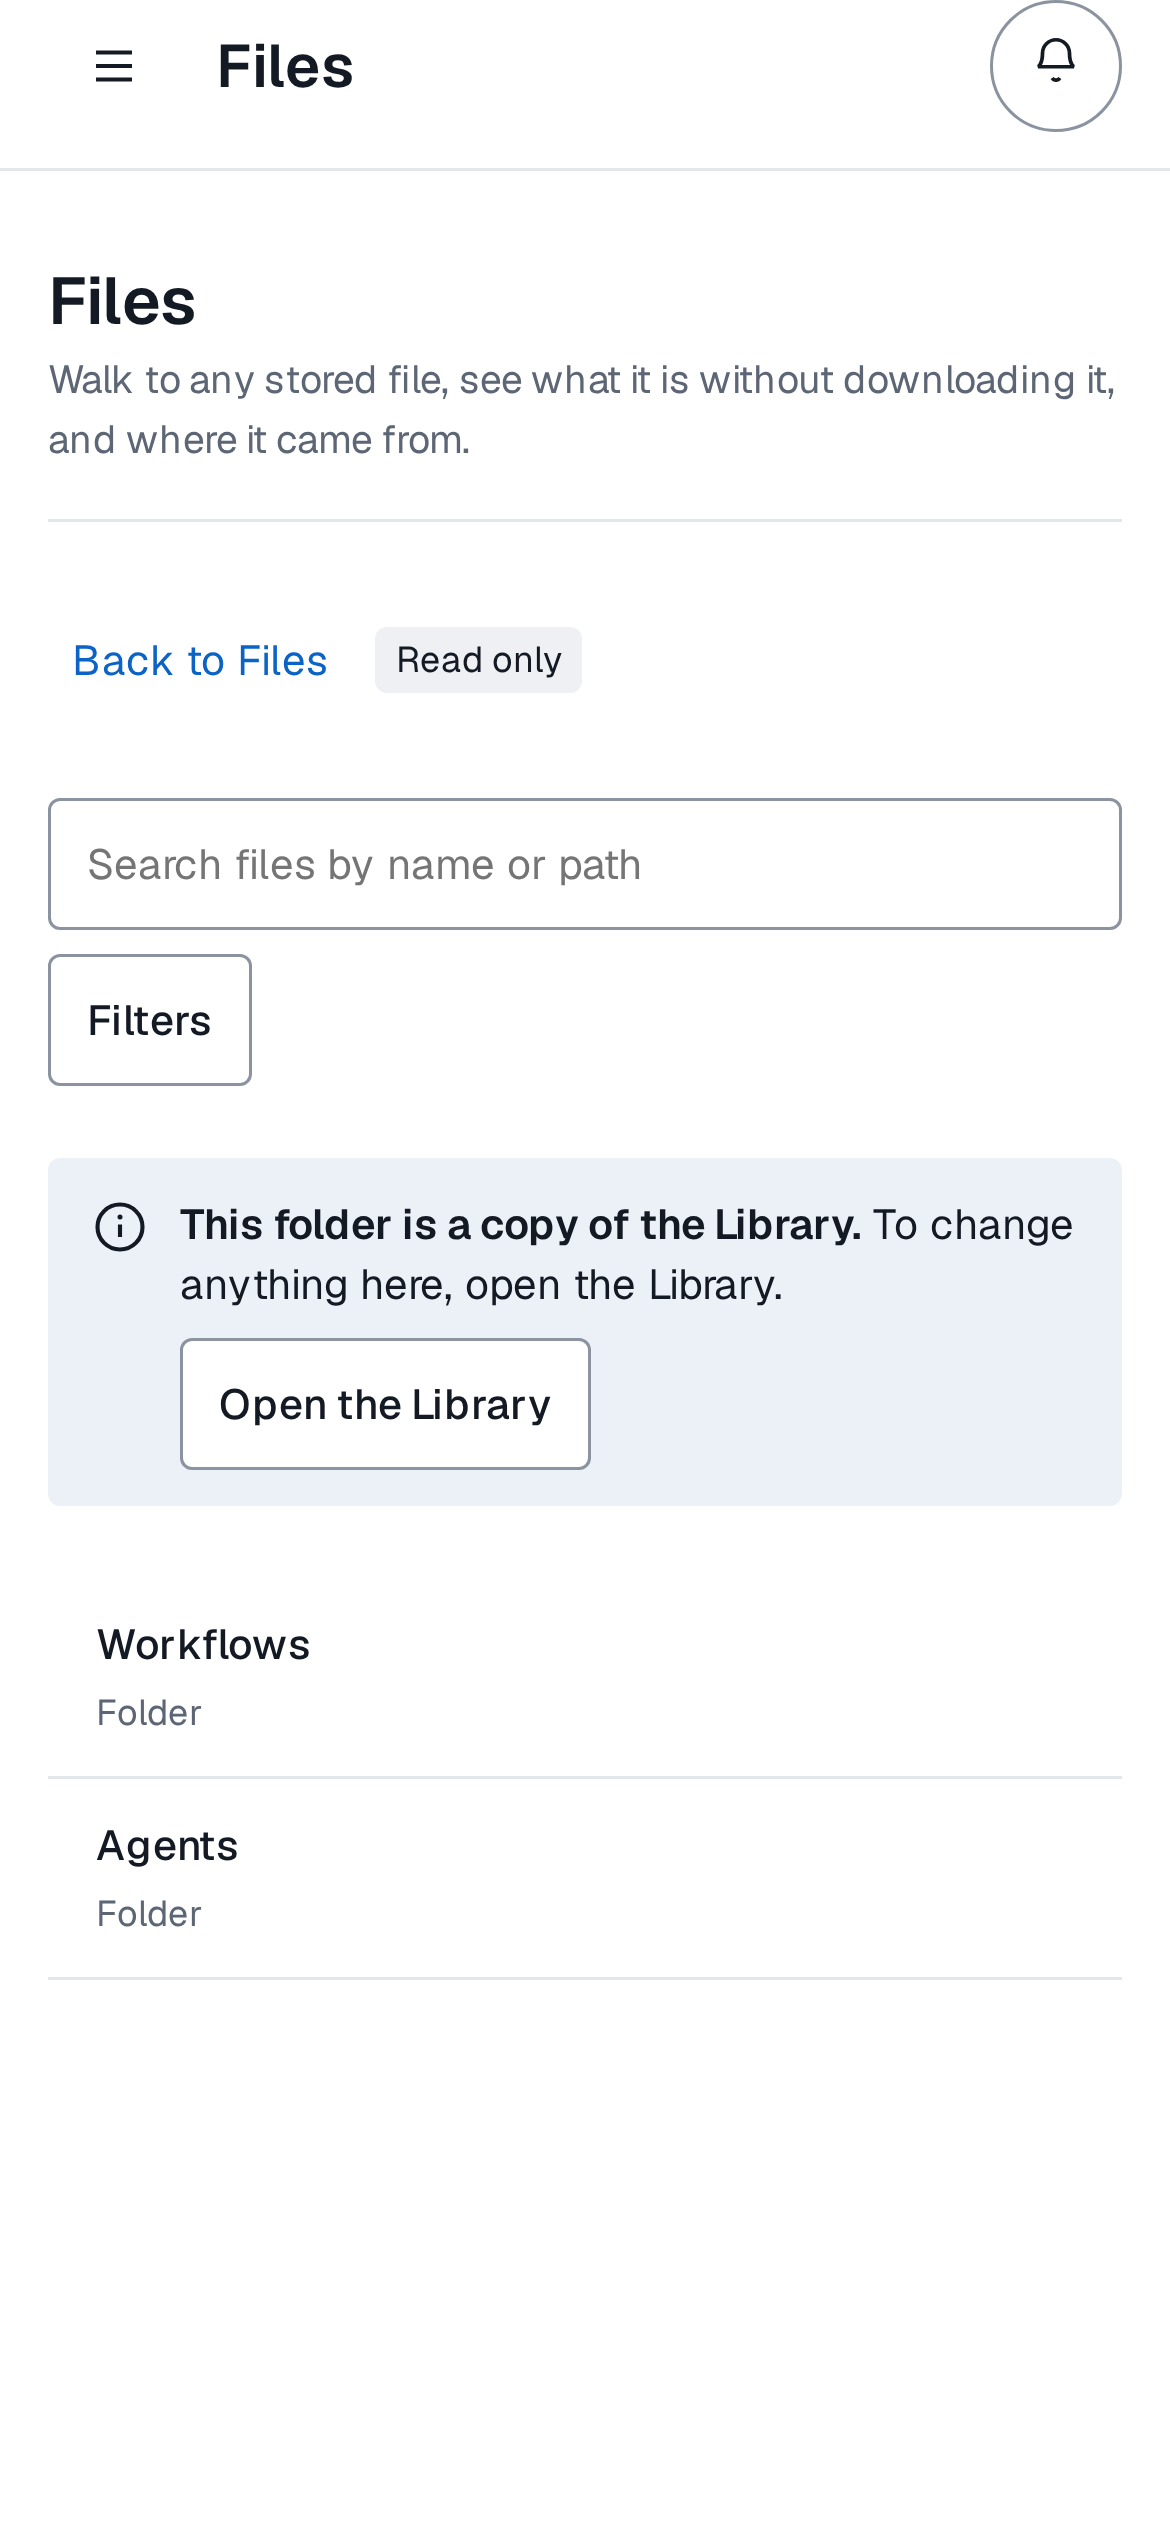 Files
Files
Walk to any stored file, see what it is without downloading it,
and where it came from.
Back to Files
Read only
Search files by name or path
Filters
This folder is a copy of the Library. To change
anything here, open the Library.
Open the Library
Workflows
Folder
Agents
Folder